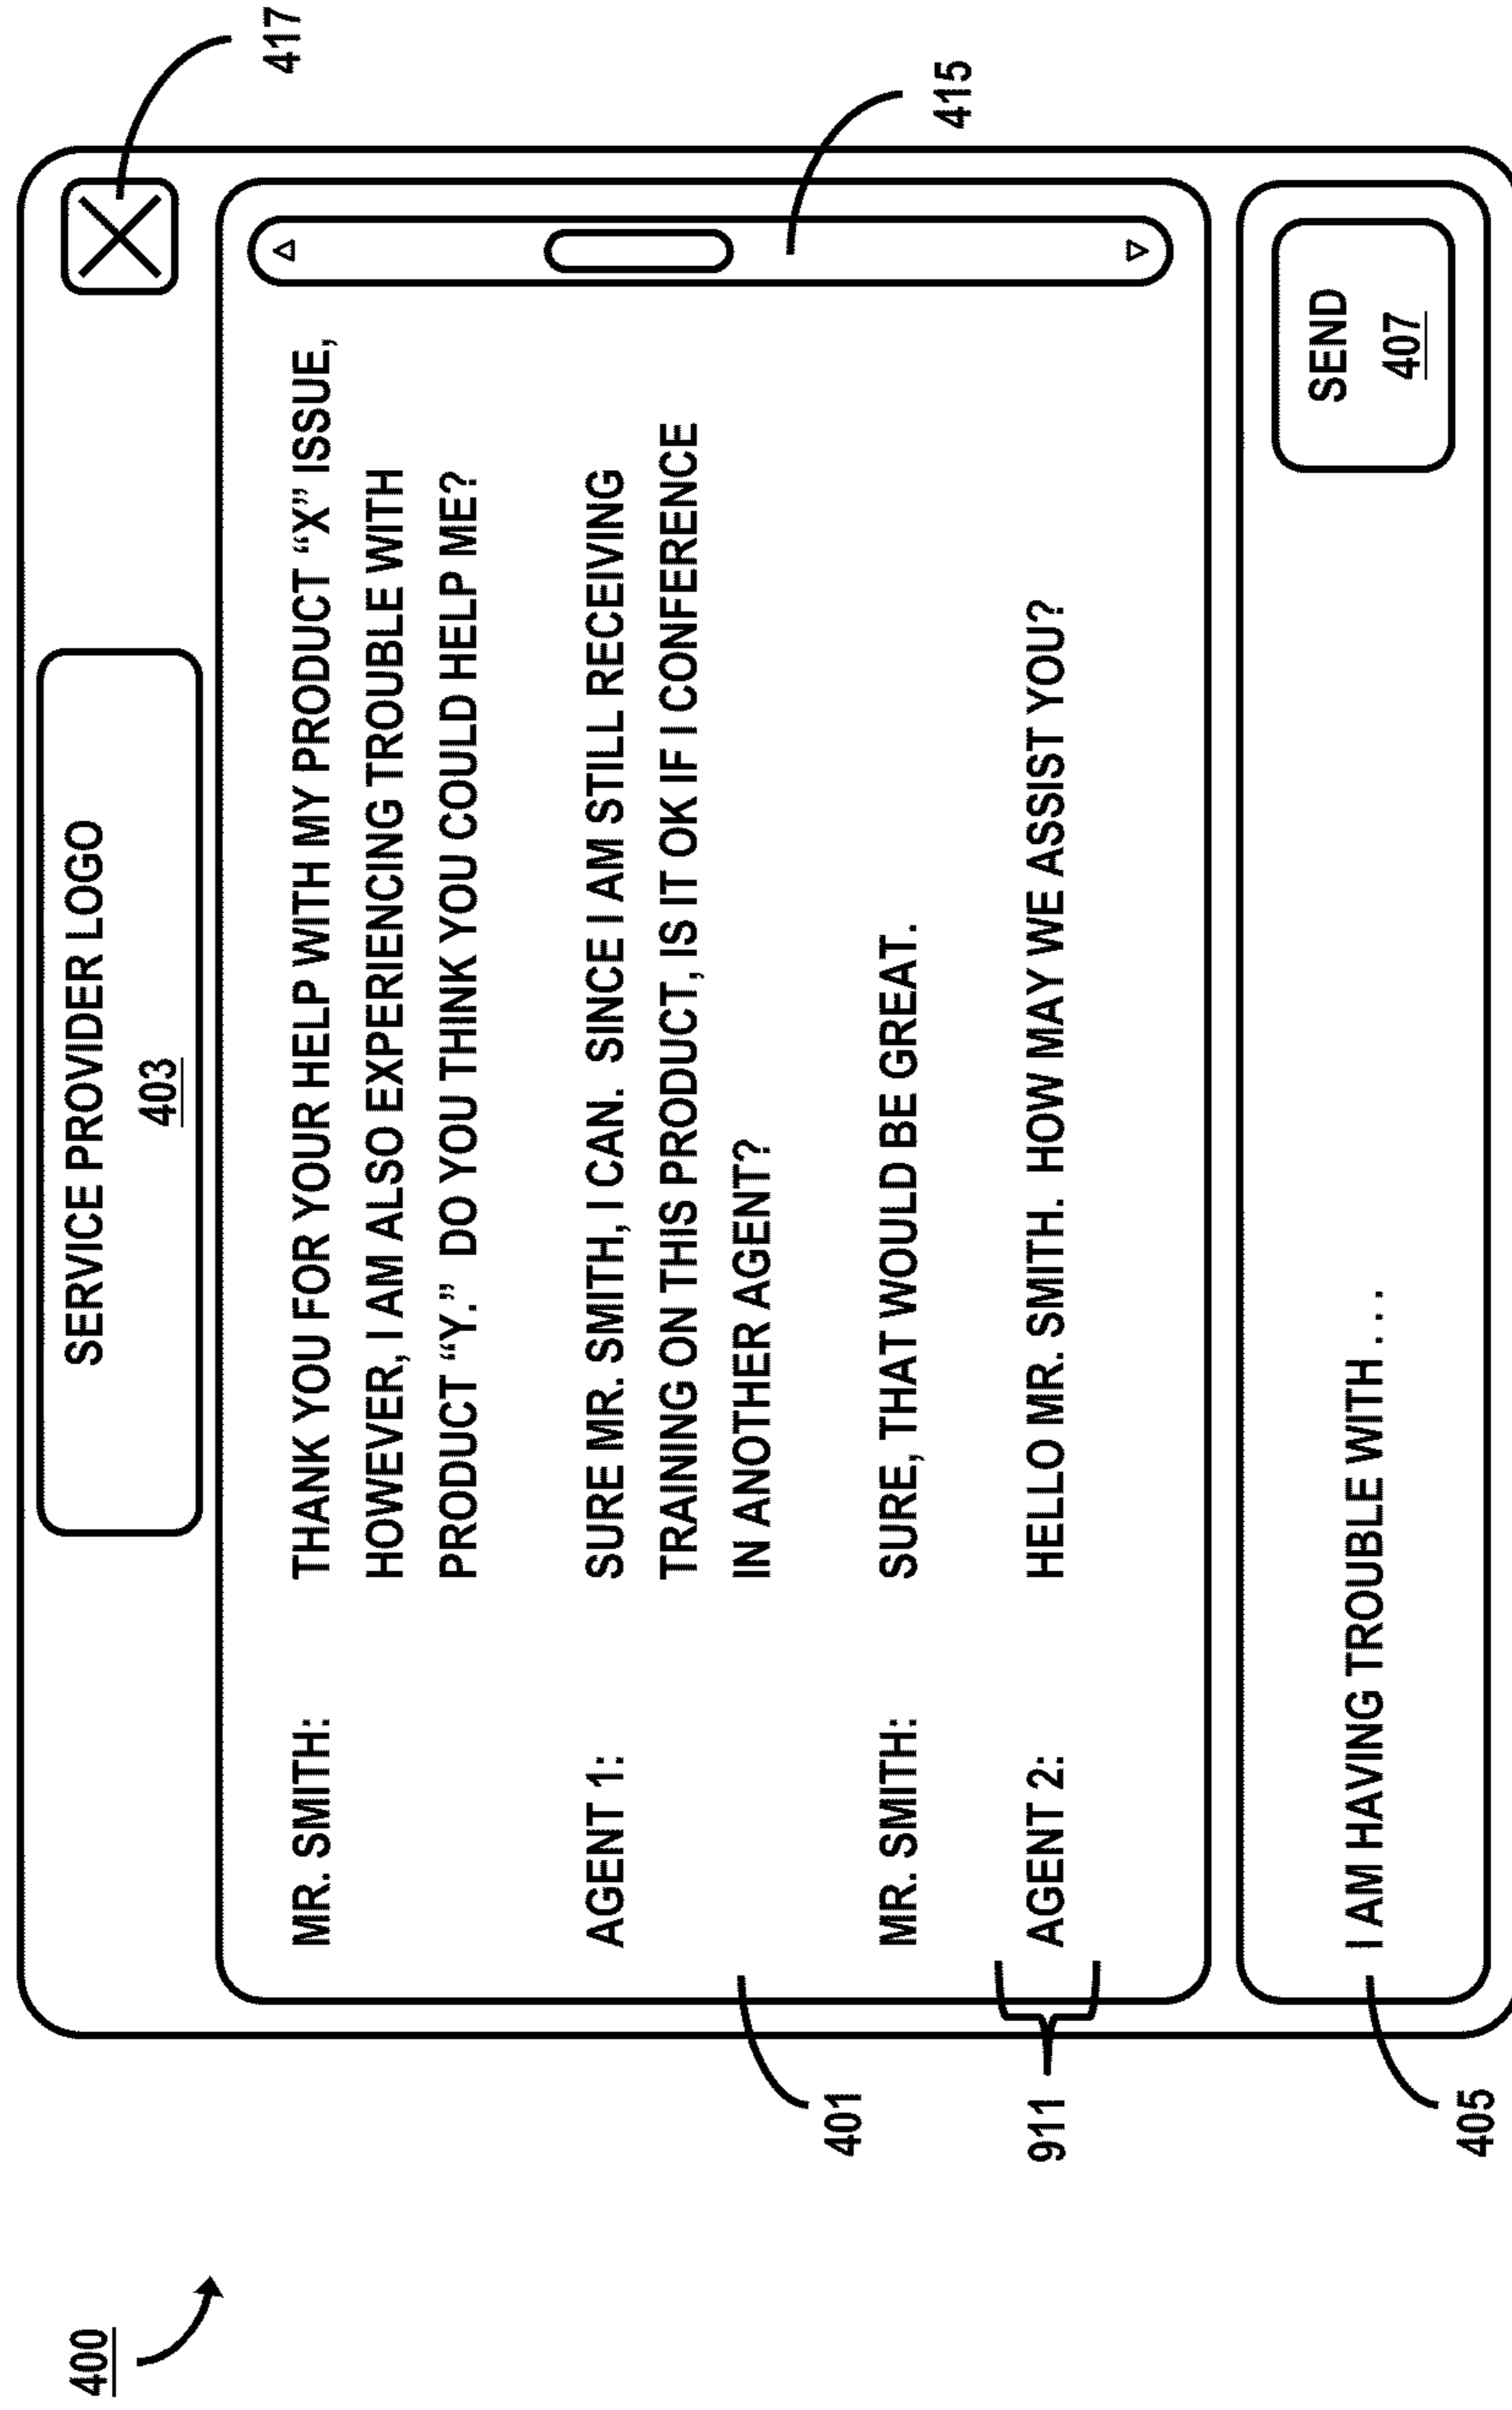 400
SERVICE PROVIDER LOGO
403
417
MR. SMITH: THANK YOU FOR YOUR HELP WITH MY PRODUCT “X” ISSUE,
HOWEVER, I AM ALSO EXPERIENCING TROUBLE WITH
PRODUCT “Y.” DO YOU THINK YOU COULD HELP ME?
AGENT 1: SURE MR. SMITH, I CAN. SINCE I AM STILL RECEIVING
TRAINING ON THIS PRODUCT, IS IT OK IF I CONFERENCE
IN ANOTHER AGENT?
401
415
MR. SMITH: SURE, THAT WOULD BE GREAT.
911
AGENT 2: HELLO MR. SMITH. HOW MAY WE ASSIST YOU?
I AM HAVING TROUBLE WITH . . .
SEND
407
405